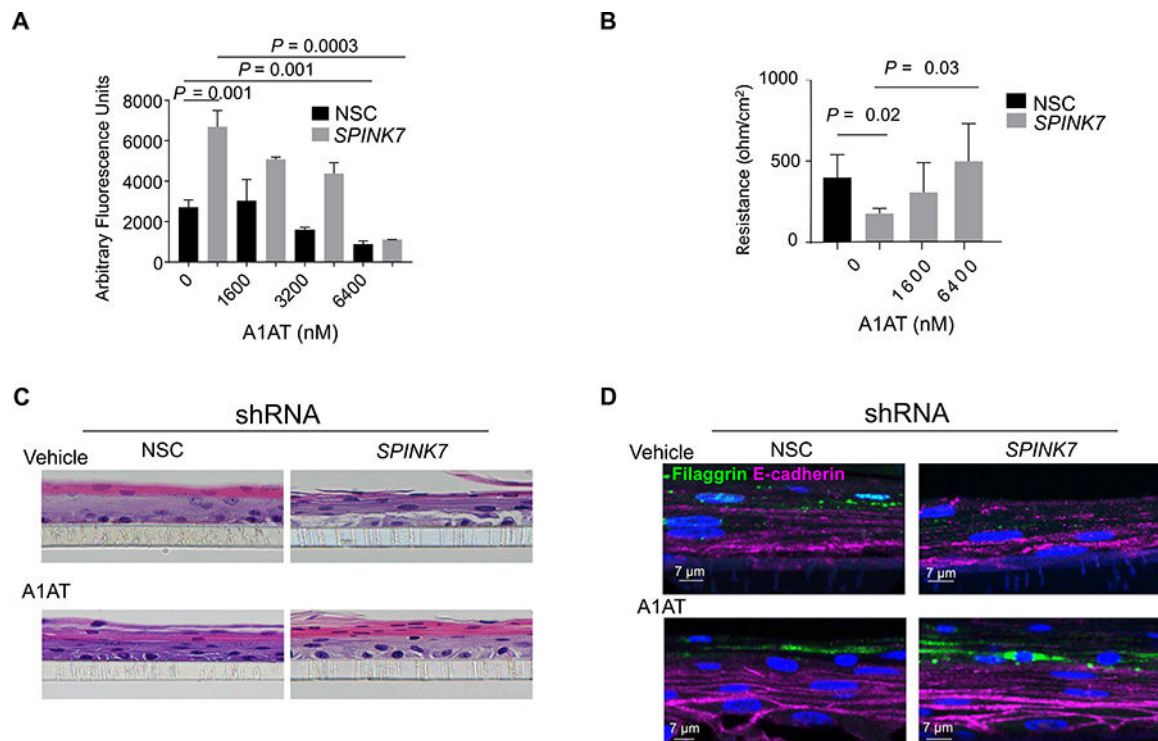 A
P = 0.0003
P = 0.001
P = 0.001
8000
6000
4000
2000
0
Arbitrary Fluorescence Units
NSC
SPINK7
0
1600
3200
6400
A1AT (nM)
B
P = 0.03
P = 0.02
1000
500
0
Resistance (ohm/cm²)
NSC
SPINK7
0
1600
6400
A1AT (nM)
C
shRNA
Vehicle
NSC
SPINK7
A1AT
D
shRNA
Vehicle
NSC
SPINK7
Filaggrin E-cadherin
7 µm
7 µm
A1AT
7 µm
7 µm